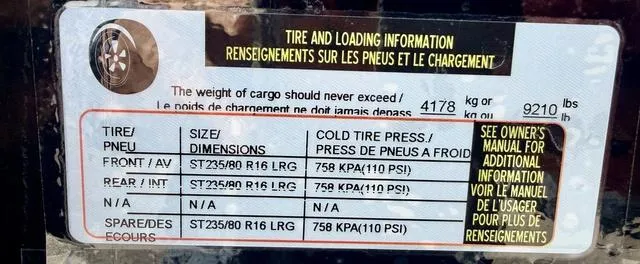 TIRE AND LOADING INFORMATION
RENSEIGNEMENTS SUR LES PNEUS ET LE CHARGEMENT
The weight of cargo should never exceed / 4178 kg or 9210 lbs
Le poids de chargement ne doit jamais depass kg ou lb
TIRE/ SIZE/ COLD TIRE PRESS./
PNEU DIMENSIONS PRESS DE PNEUS A FROID
FRONT / AV ST235/80 R16 LRG 758 KPA(110 PSI)
REAR / INT ST235/80 R16 LRG 758 KPA(110 PSI)
N / A N / A N / A
SPARE/DES ST235/80 R16 LRG 758 KPA(110 PSI)
ECOURS
SEE OWNER'S
MANUAL FOR
ADDITIONAL
INFORMATION
VOIR LE MANUEL
DE L'USAGER
POUR PLUS DE
RENSEIGNEMENTS